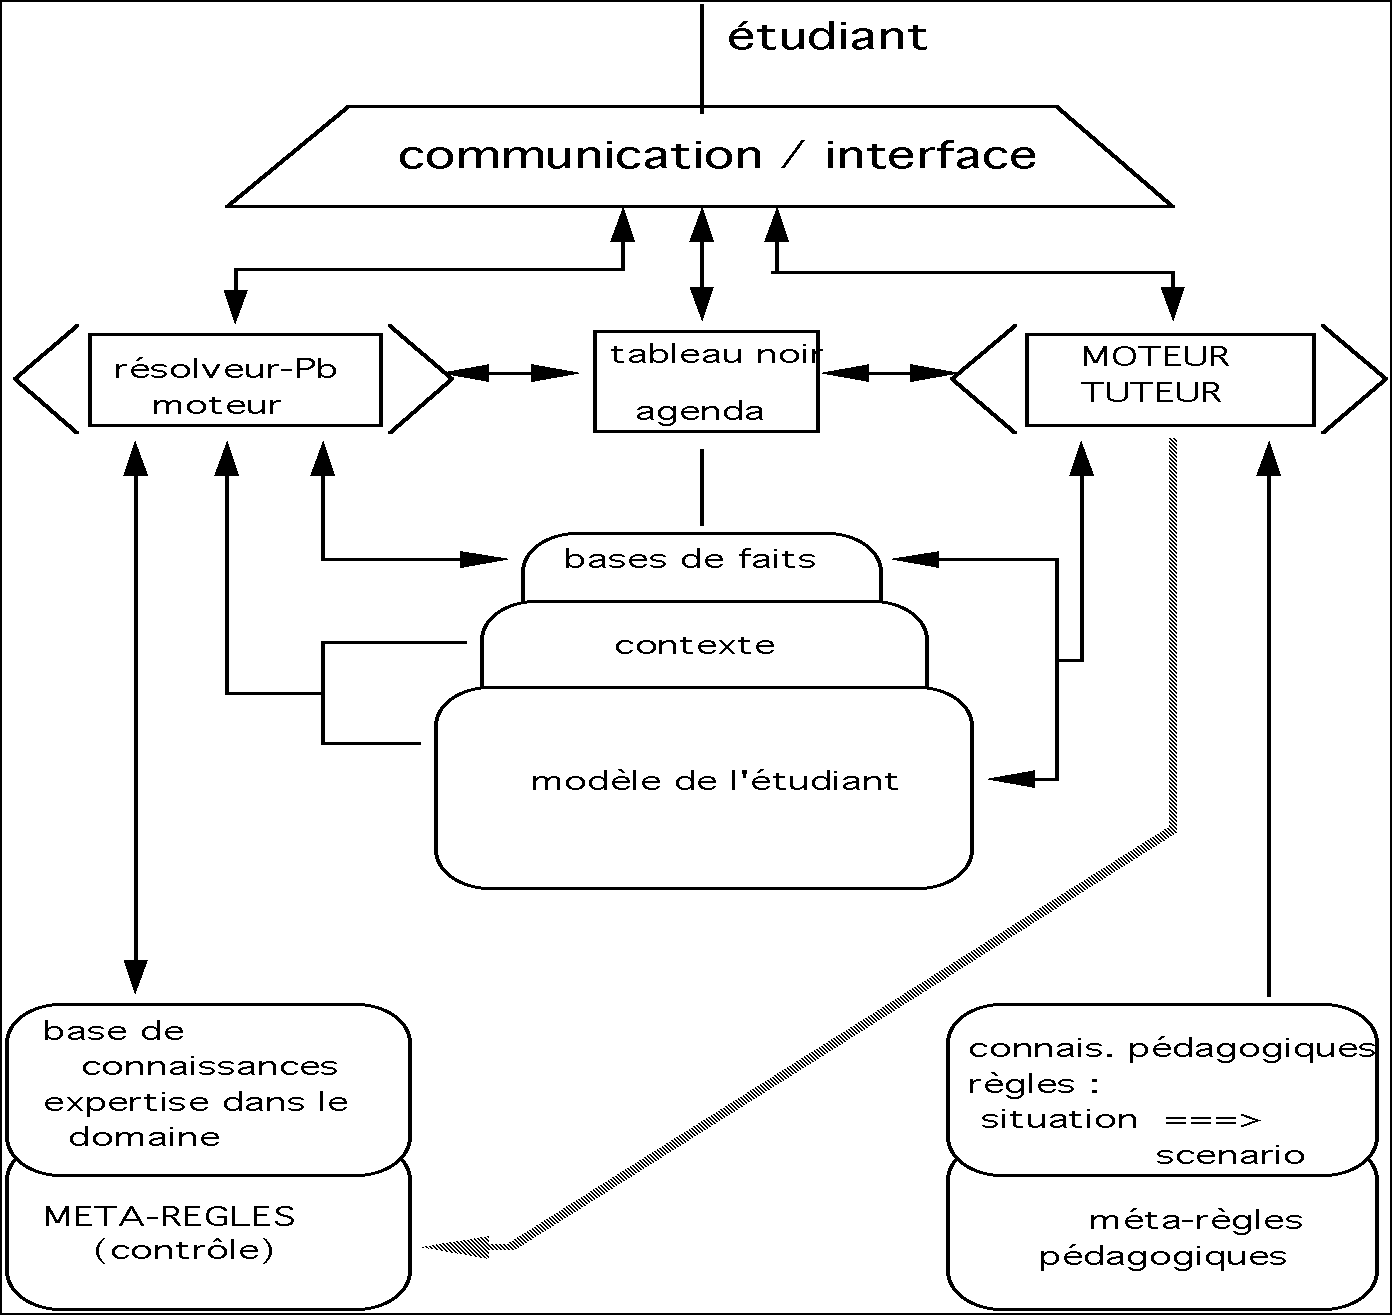 étudiant
communication / interface
résolveur-Pb
moteur
tableau noir
agenda
MOTEUR
TUTEUR
bases de faits
contexte
modèle de l'étudiant
base de
connaissances
expertise dans le
domaine
META-REGLES
(contrôle)
connais. pédagogiques
règles :
situation ===>
scenario
méta-règles
pédagogiques